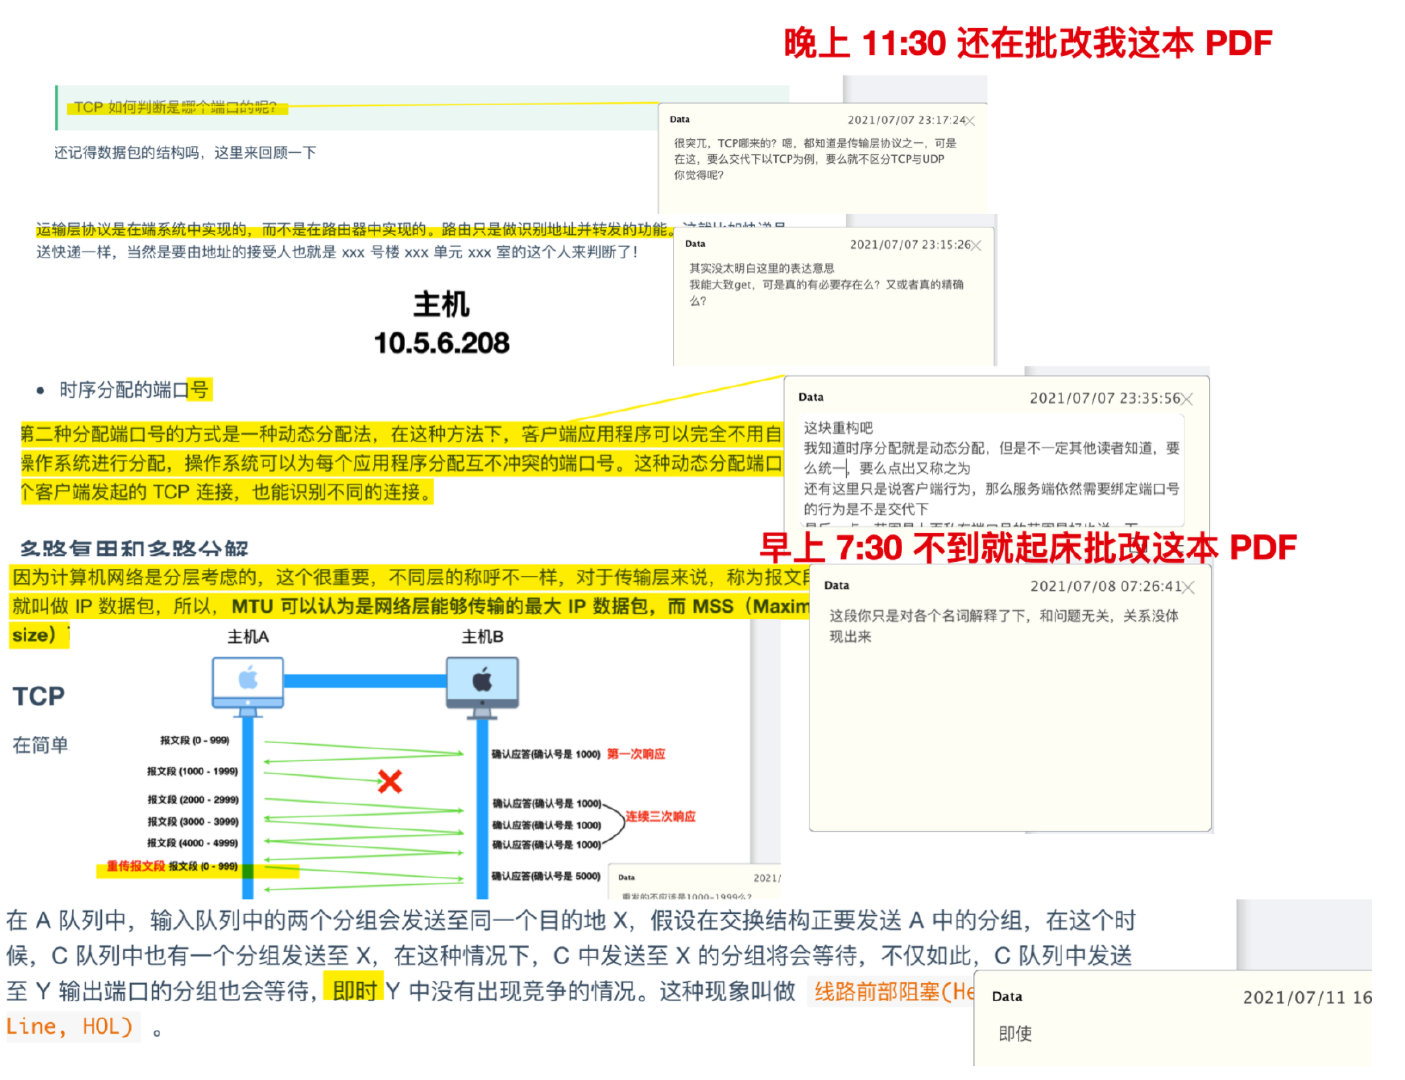 晚上 11:30 还在批改我这本 PDF
TCP 如何判断是哪个端口的呢?
Data 2021/07/07 23:17:24
很突兀，TCP哪来的？嗯，都知道是传输层协议之一，可是
在这，要么交代下以TCP为例，要么就不区分TCP与UDP
你觉得呢？
还记得数据包的结构吗，这里来回顾一下
运输层协议是在端系统中实现的，而不是在路由器中实现的。路由只是做识别地址并转发的功能。这就比如快递员
送快递一样，当然是要由地址的接受人也就是 xxx 号楼 xxx 单元 xxx 室的这个人来判断了！
Data 2021/07/07 23:15:26
其实没太明白这里的表达意思
我能大致get，可是真的有必要存在么？又或者真的精确
么？
主机
10.5.6.208
• 时序分配的端口号
第二种分配端口号的方式是一种动态分配法，在这种方法下，客户端应用程序可以完全不用自
操作系统进行分配，操作系统可以为每个应用程序分配互不冲突的端口号。这种动态分配端口
个客户端发起的 TCP 连接，也能识别不同的连接。
Data 2021/07/07 23:35:56
这块重构吧
我知道时序分配就是动态分配，但是不一定其他读者知道，要
么统一，要么点出又称之为
还有这里只是说客户端行为，那么服务端依然需要绑定端口号
的行为是不是交代下
多路复用和多路分解
早上 7:30 不到就起床批改这本 PDF
因为计算机网络是分层考虑的，这个很重要，不同层的称呼不一样，对于传输层来说，称为报文段
就叫做 IP 数据包，所以，MTU 可以认为是网络层能够传输的最大 IP 数据包，而 MSS（Maxim
size）
Data 2021/07/08 07:26:41
这段你只是对各个名词解释了下，和问题无关，关系没体
现出来
主机A 主机B
TCP
在简单
报文段 (0 - 999)
确认应答(确认号是 1000) 第一次响应
报文段 (1000 - 1999)
报文段 (2000 - 2999)
确认应答(确认号是 1000)
报文段 (3000 - 3999)
确认应答(确认号是 1000)
连续三次响应
报文段 (4000 - 4999)
确认应答(确认号是 1000)
重传报文段 报文段 (0 - 999)
确认应答(确认号是 5000)
Data 2021/
重发的不应该是1000-1999么？
在 A 队列中，输入队列中的两个分组会发送至同一个目的地 X，假设在交换结构正要发送 A 中的分组，在这个时
候，C 队列中也有一个分组发送至 X，在这种情况下，C 中发送至 X 的分组将会等待，不仅如此，C 队列中发送
至 Y 输出端口的分组也会等待，即时 Y 中没有出现竞争的情况。这种现象叫做 线路前部阻塞(He
Line, HOL) 。
Data 2021/07/11 16
即使